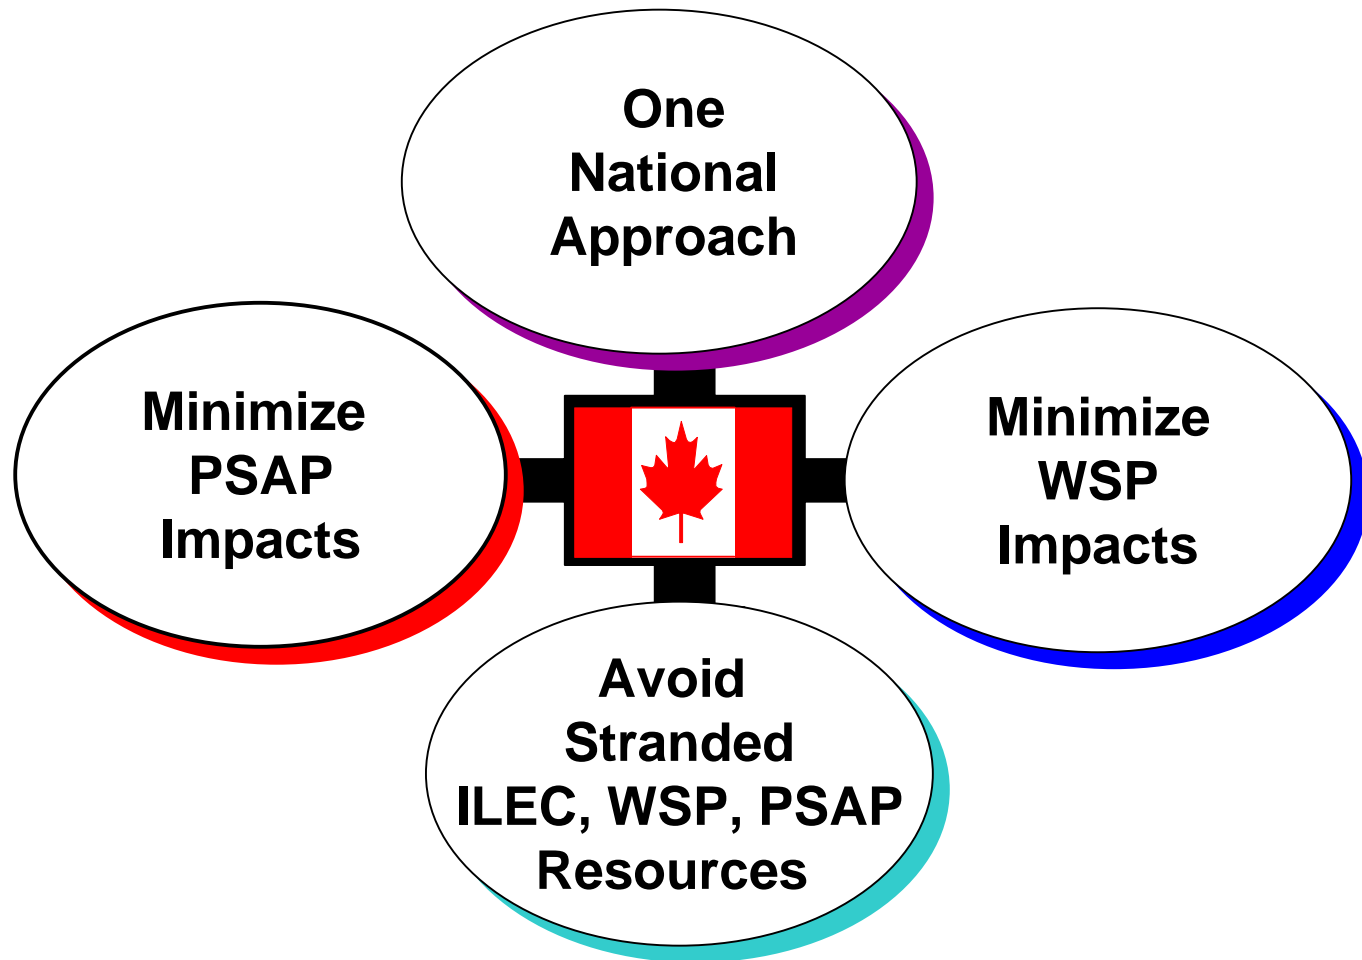 One
National
Approach
Minimize
PSAP
Impacts
Minimize
WSP
Impacts
Avoid
Stranded
ILEC, WSP, PSAP
Resources